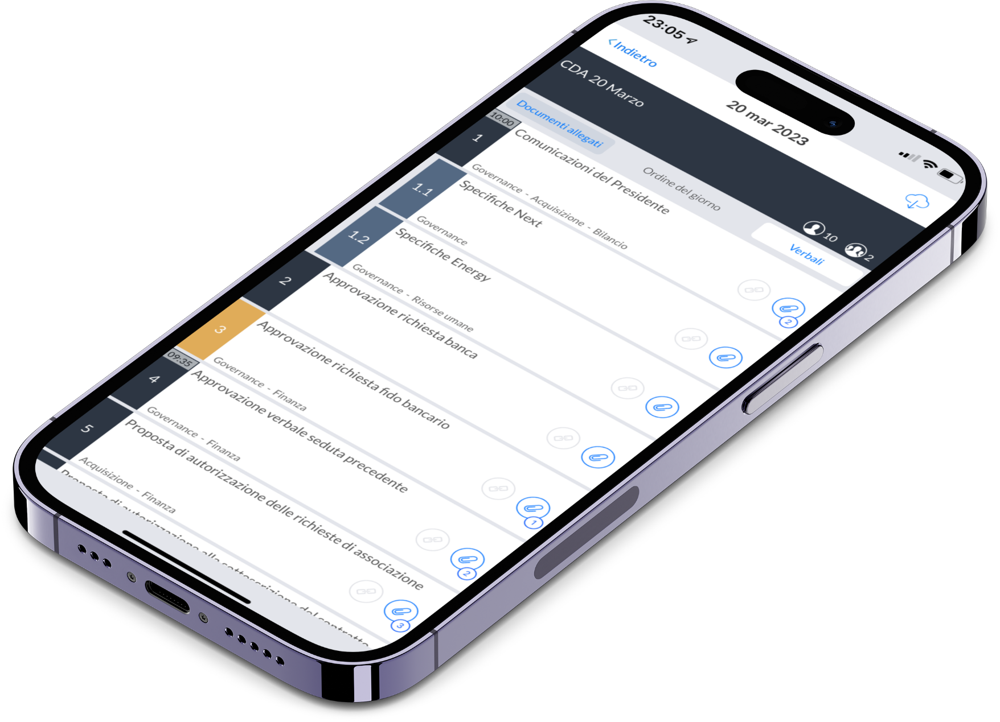 23:05
Indietro
20 mar 2023
CDA 20 Marzo
10
2
Documenti allegati
Ordine del giorno
Verbali
10:00
1
Comunicazioni del Presidente
Governance - Acquisizione - Bilancio
2
1.1
Specifiche Next
Governance
1.2
Specifiche Energy
Governance - Risorse umane
2
Approvazione richiesta banca
3
Approvazione richiesta fido bancario
Governance - Finanza
1
09:35
4
Approvazione verbale seduta precedente
Governance - Finanza
2
5
Proposta di autorizzazione delle richieste di associazione
Acquisizione - Finanza
3
Proposta di autorizzazione alla sottoscrizione del contratto